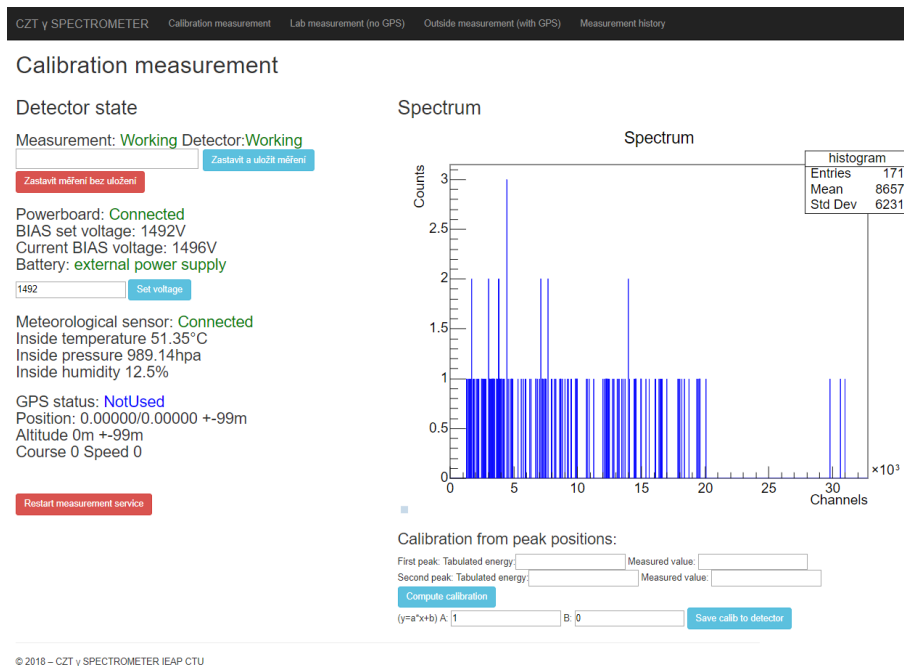 CZT γ SPECTROMETER Calibration measurement Lab measurement (no GPS) Outside measurement (with GPS) Measurement history
Calibration measurement
Detector state
Measurement: Working Detector:Working
Zastavit a uložit měření
Zastavit měření bez uložení
Powerboard: Connected
BIAS set voltage: 1492V
Current BIAS voltage: 1496V
Battery: external power supply
1492 Set voltage
Meteorological sensor: Connected
Inside temperature 51.35°C
Inside pressure 989.14hpa
Inside humidity 12.5%
GPS status: NotUsed
Position: 0.00000/0.00000 +-99m
Altitude 0m +-99m
Course 0 Speed 0
Restart measurement service
Spectrum
Spectrum
histogram
Entries 171
Mean 8657
Std Dev 6231
Counts
3
2.5
2
1.5
1
0.5
0
0 5 10 15 20 25 30
×10³
Channels
Calibration from peak positions:
First peak: Tabulated energy: Measured value:
Second peak: Tabulated energy: Measured value:
Compute calibration
(y=a*x+b) A: 1 B: 0 Save calib to detector
© 2018 – CZT γ SPECTROMETER IEAP CTU